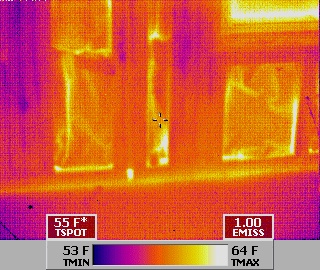 55 F*
TSPOT
1.00
EMISS
53 F
TMIN
64 F
TMAX